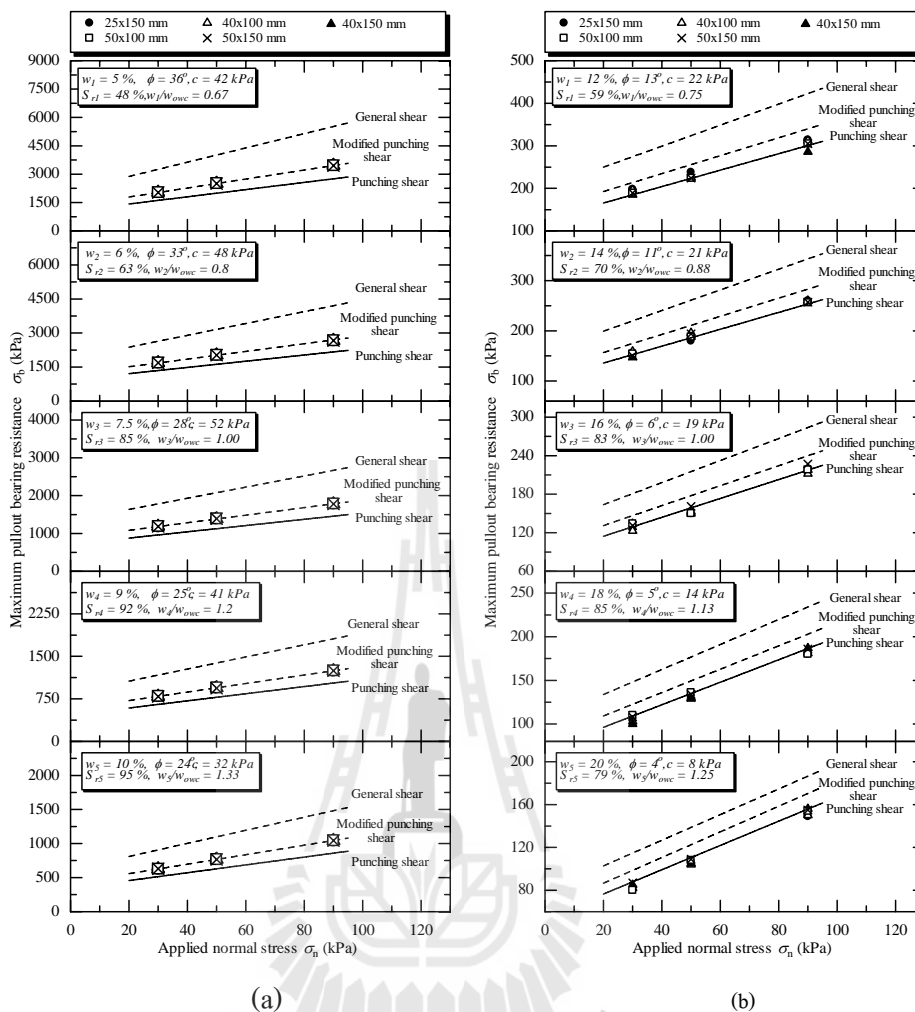 25x150 mm 40x100 mm 40x150 mm
50x100 mm 50x150 mm
9000
7500
6000
4500
3000
1500
0
w1 = 5 %, ϕ = 36°, c = 42 kPa
Sr1 = 48 %, w1/wowc = 0.67
General shear
Modified punching
shear
Punching shear
6000
4500
3000
1500
0
w2 = 6 %, ϕ = 33°, c = 48 kPa
Sr2 = 63 %, w2/wowc = 0.8
General shear
Modified punching
shear
Punching shear
4000
3000
2000
1000
0
w3 = 7.5 %, ϕ = 28°, c = 52 kPa
Sr3 = 85 % w3/wowc = 1.00
General shear
Modified punching
shear
Punching shear
2250
1500
750
0
w4 = 9 %, ϕ = 25°, c = 41 kPa
Sr4 = 92 %, w4/wowc = 1.2
General shear
Modified punching
shear
Punching shear
2000
1500
1000
500
0
w5 = 10 %, ϕ = 24°, c = 32 kPa
Sr5 = 95 %, w5/wowc = 1.33
General shear
Modified punching
shear
Punching shear
0 20 40 60 80 100 120
Applied normal stress σn (kPa)
Maximum pullout bearing resistance σb (kPa)
(a)
25x150 mm 40x100 mm 40x150 mm
50x100 mm 50x150 mm
500
400
300
200
100
w1 = 12 %, ϕ = 13°, c = 22 kPa
Sr1 = 59 %, w1/wowc = 0.75
General shear
Modified punching
shear
Punching shear
300
200
100
w2 = 14 %, ϕ = 11°, c = 21 kPa
Sr2 = 70 %, w2/wowc = 0.88
General shear
Modified punching
shear
Punching shear
300
240
180
120
60
w3 = 16 %, ϕ = 6°, c = 19 kPa
Sr3 = 83 %, w3/wowc = 1.00
General shear
Modified punching
shear
Punching shear
250
200
150
100
w4 = 18 %, ϕ = 5°, c = 14 kPa
Sr4 = 85 %, w4/wowc = 1.13
General shear
Modified punching
shear
Punching shear
200
160
120
80
w5 = 20 %, ϕ = 4°, c = 8 kPa
Sr5 = 79 %, w5/wowc = 1.25
General shear
Modified punching
shear
Punching shear
0 20 40 60 80 100 120
Applied normal stress σn (kPa)
Maximum pullout bearing resistance σb (kPa)
(b)